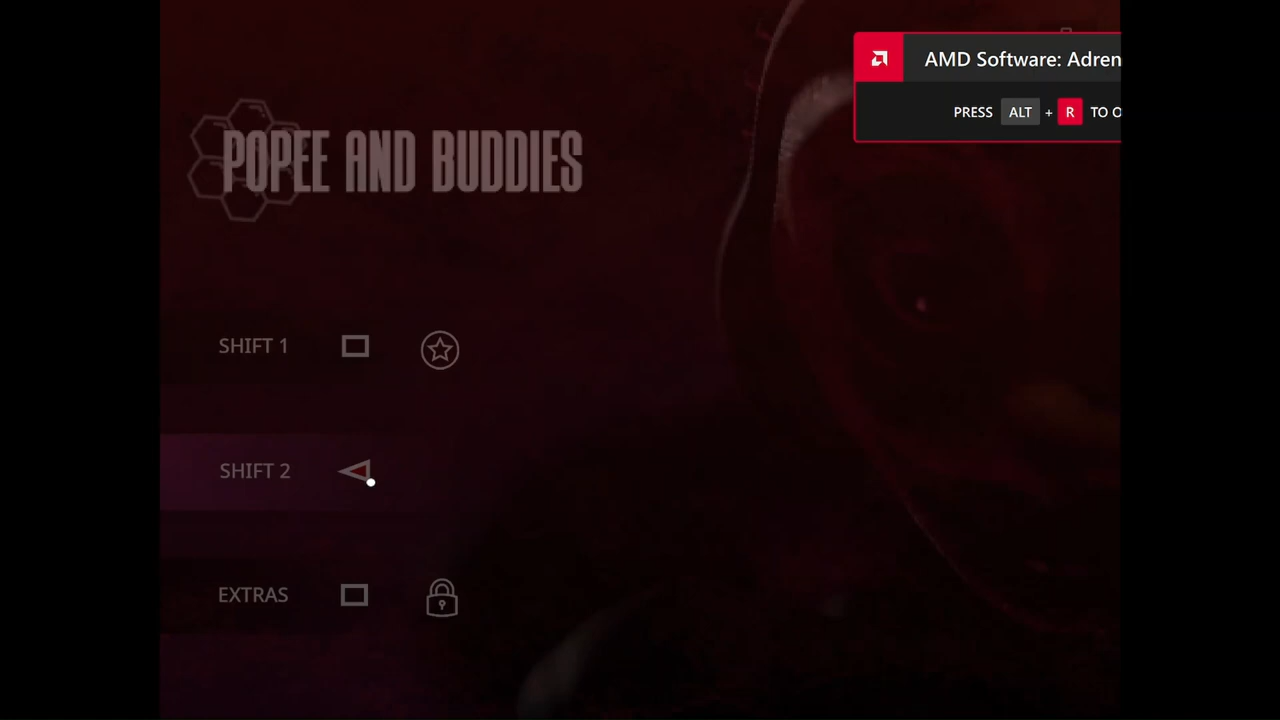 AMD Software: Adren
PRESS ALT + R TO O
POPEE AND BUDDIES
SHIFT 1
SHIFT 2
EXTRAS